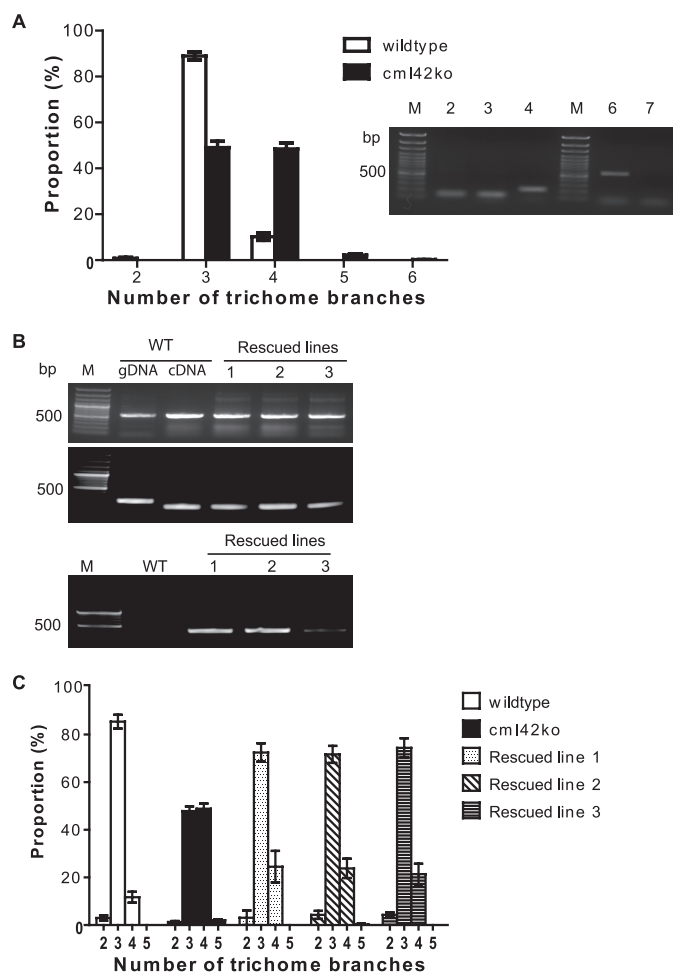 A
100
80
60
40
20
0
Proportion (%)
2 3 4 5 6
Number of trichome branches
wildtype
cml42ko
M 2 3 4 M 6 7
bp
500
B
WT Rescued lines
bp M gDNA cDNA 1 2 3
500
500
Rescued lines
M WT 1 2 3
500
C
100
80
60
40
20
0
Proportion (%)
2 3 4 5 2 3 4 5 2 3 4 5 2 3 4 5 2 3 4 5
Number of trichome branches
wildtype
cml42ko
Rescued line 1
Rescued line 2
Rescued line 3